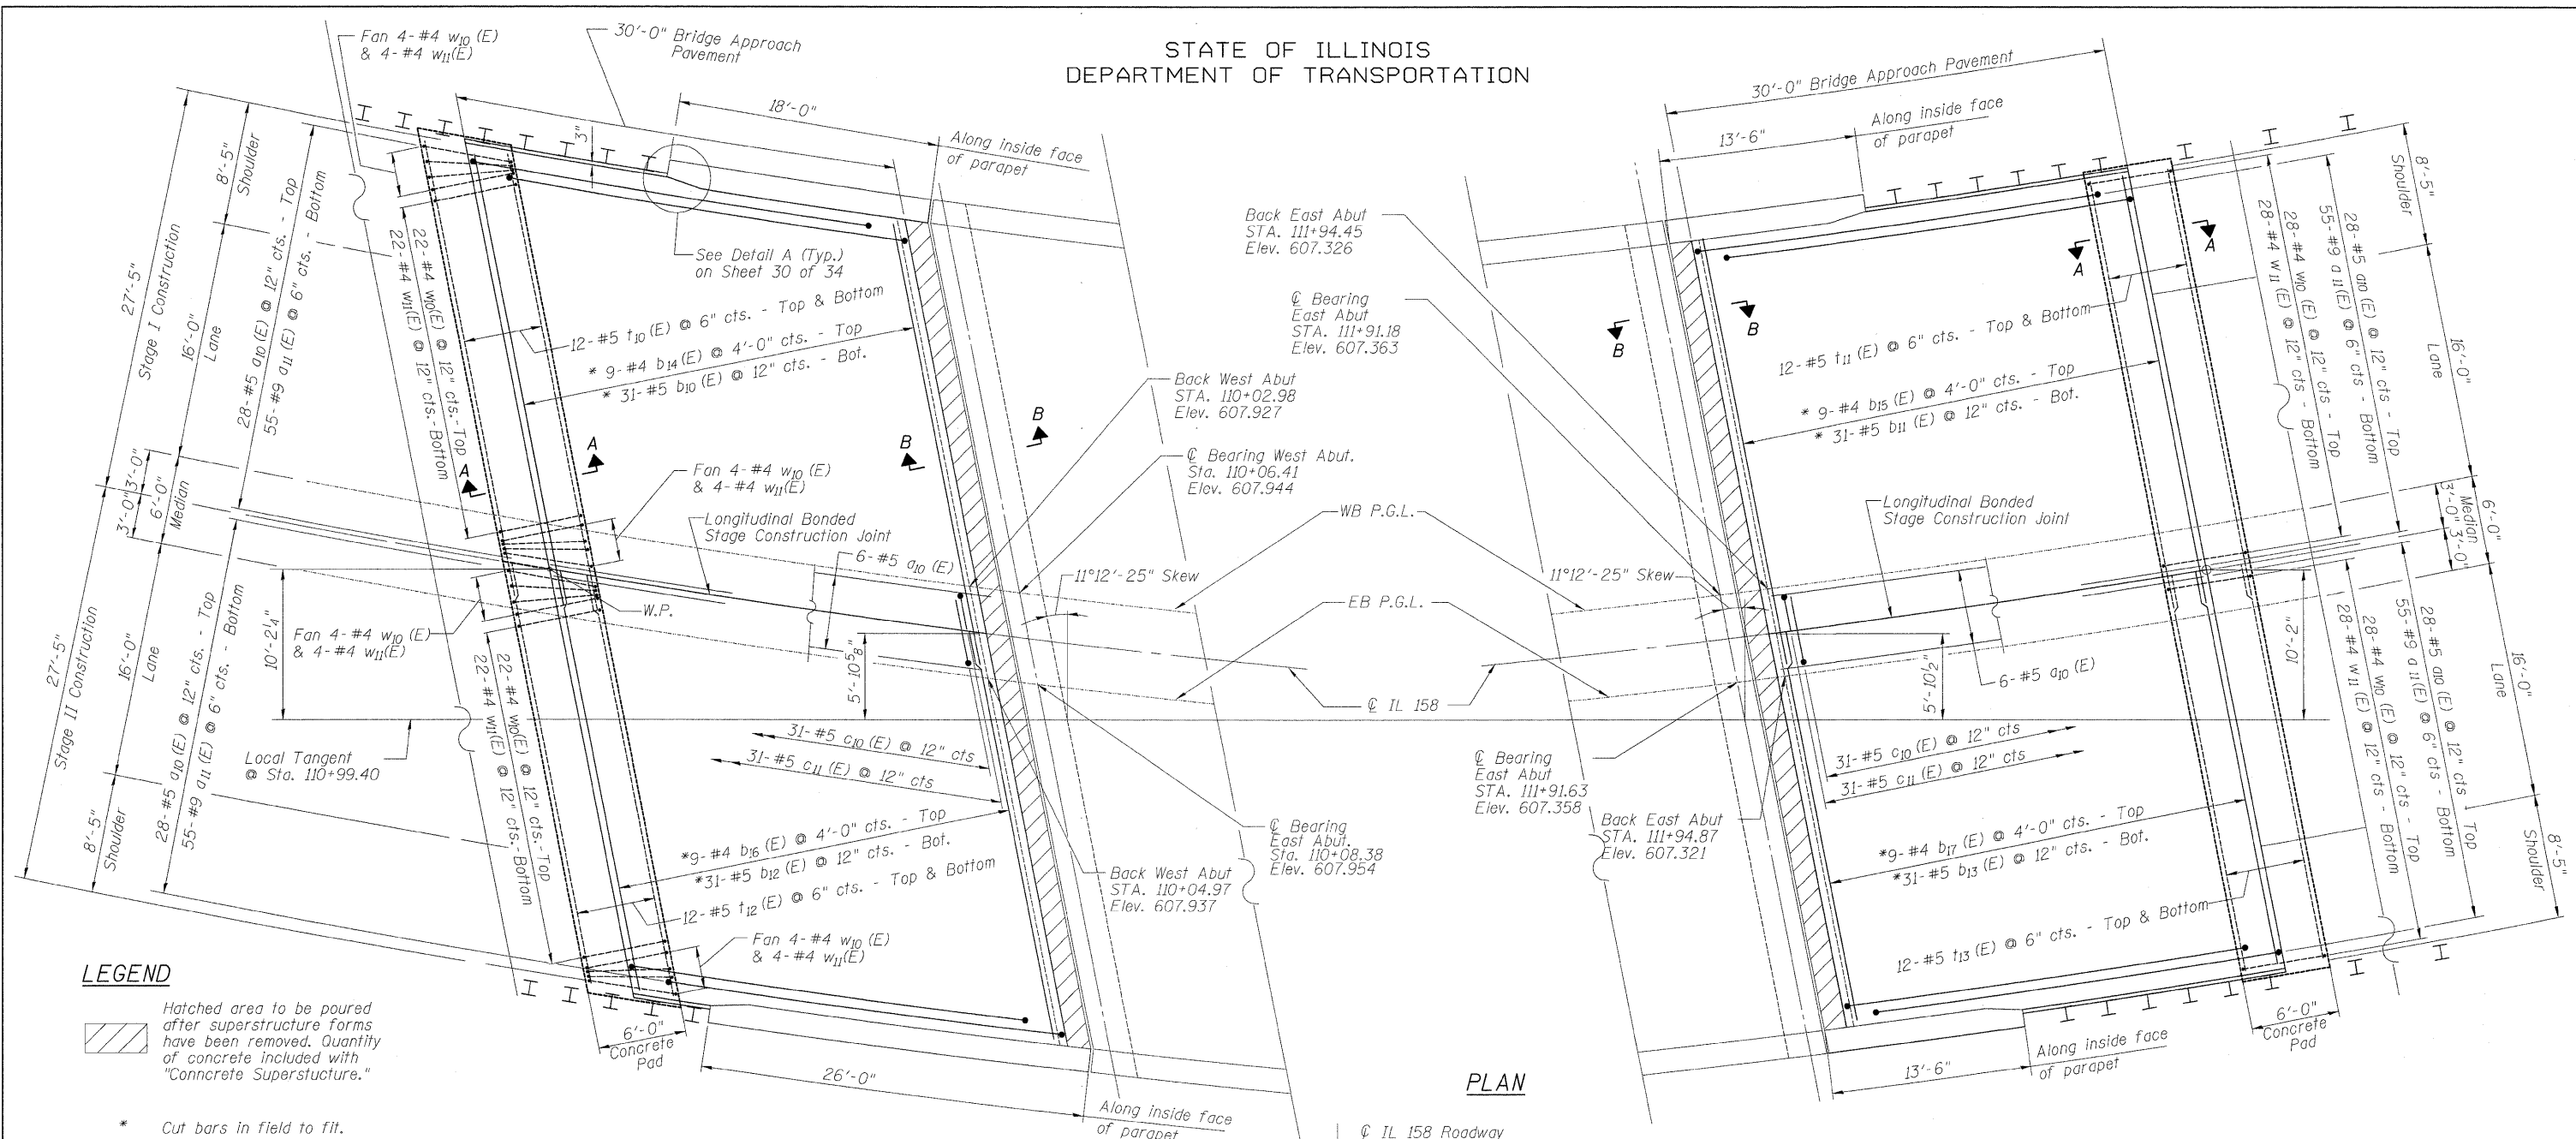 STATE OF ILLINOIS
DEPARTMENT OF TRANSPORTATION
Fan 4-#4 w10 (E)
& 4-#4 w11(E)
30'-0" Bridge Approach
Pavement
18'-0"
3"
Along inside face
of parapet
8'-5"
Shoulder
27'-5"
Stage I Construction
16'-0"
Lane
28-#5 a10 (E) @ 12" cts. - Top
55-#9 a11 (E) @ 6" cts. - Bottom
22-#4 w10(E) @ 12" cts.-Top
22-#4 w11(E) @ 12" cts.-Bottom
See Detail A (Typ.)
on Sheet 30 of 34
12-#5 t10 (E) @ 6" cts. - Top & Bottom
* 9-#4 b14 (E) @ 4'-0" cts. - Top
* 31-#5 b10 (E) @ 12" cts. - Bot.
A
A
B
B
3'-0"
3'-0"
6'-0"
Median
Fan 4-#4 w10 (E)
& 4-#4 w11(E)
Longitudinal Bonded
Stage Construction Joint
6-#5 a10 (E)
W.P.
10'-2¼"
Fan 4-#4 w10 (E)
& 4-#4 w11(E)
5'-10⅝"
11°12'-25" Skew
27'-5"
Stage II Construction
16'-0"
Lane
8'-5"
Shoulder
28-#5 a10 (E) @ 12" cts. - Top
55-#9 a11 (E) @ 6" cts. - Bottom
22-#4 w10(E) @ 12" cts.-Top
22-#4 w11(E) @ 12" cts.-Bottom
Local Tangent
@ Sta. 110+99.40
31-#5 c10 (E) @ 12" cts
31-#5 c11 (E) @ 12" cts
*9-#4 b16 (E) @ 4'-0" cts. - Top
*31-#5 b12 (E) @ 12" cts. - Bot.
12-#5 t12 (E) @ 6" cts. - Top & Bottom
Fan 4-#4 w10 (E)
& 4-#4 w11(E)
6'-0"
Concrete
Pad
26'-0"
Along inside face
of parapet
Back West Abut
STA. 110+02.98
Elev. 607.927
℄ Bearing West Abut.
Sta. 110+06.41
Elev. 607.944
WB P.G.L.
EB P.G.L.
℄ IL 158
℄ Bearing
East Abut.
Sta. 110+08.38
Elev. 607.954
Back West Abut
STA. 110+04.97
Elev. 607.937
Back East Abut
STA. 111+94.45
Elev. 607.326
℄ Bearing
East Abut
STA. 111+91.18
Elev. 607.363
℄ Bearing
East Abut
STA. 111+91.63
Elev. 607.358
Back East Abut
STA. 111+94.87
Elev. 607.321
30'-0" Bridge Approach Pavement
13'-6"
Along inside face
of parapet
A
A
B
B
12-#5 t11 (E) @ 6" cts. - Top & Bottom
* 9-#4 b15 (E) @ 4'-0" cts. - Top
* 31-#5 b11 (E) @ 12" cts. - Bot.
28-#4 w11 (E) @ 12" cts - Bottom
28-#4 w10 (E) @ 12" cts - Top
55-#9 a11 (E) @ 6" cts - Bottom
28-#5 a10 (E) @ 12" cts - Top
8'-5"
Shoulder
16'-0"
Lane
6'-0"
Median
3'-0"
3'-0"
Longitudinal Bonded
Stage Construction Joint
11°12'-25" Skew
6-#5 a10 (E)
5'-10½"
10'-2"
31-#5 c10 (E) @ 12" cts
31-#5 c11 (E) @ 12" cts
*9-#4 b17 (E) @ 4'-0" cts. - Top
*31-#5 b13 (E) @ 12" cts. - Bot.
12-#5 t13 (E) @ 6" cts. - Top & Bottom
28-#4 w11 (E) @ 12" cts - Bottom
28-#4 w10 (E) @ 12" cts - Top
55-#9 a11 (E) @ 6" cts - Bottom
28-#5 a10 (E) @ 12" cts - Top
16'-0"
Lane
8'-5"
Shoulder
6'-0"
Concrete
Pad
13'-6"
Along inside face
of parapet
LEGEND
Hatched area to be poured
after superstructure forms
have been removed. Quantity
of concrete included with
"Conncrete Superstucture."
* Cut bars in field to fit.
PLAN
℄ IL 158 Roadway